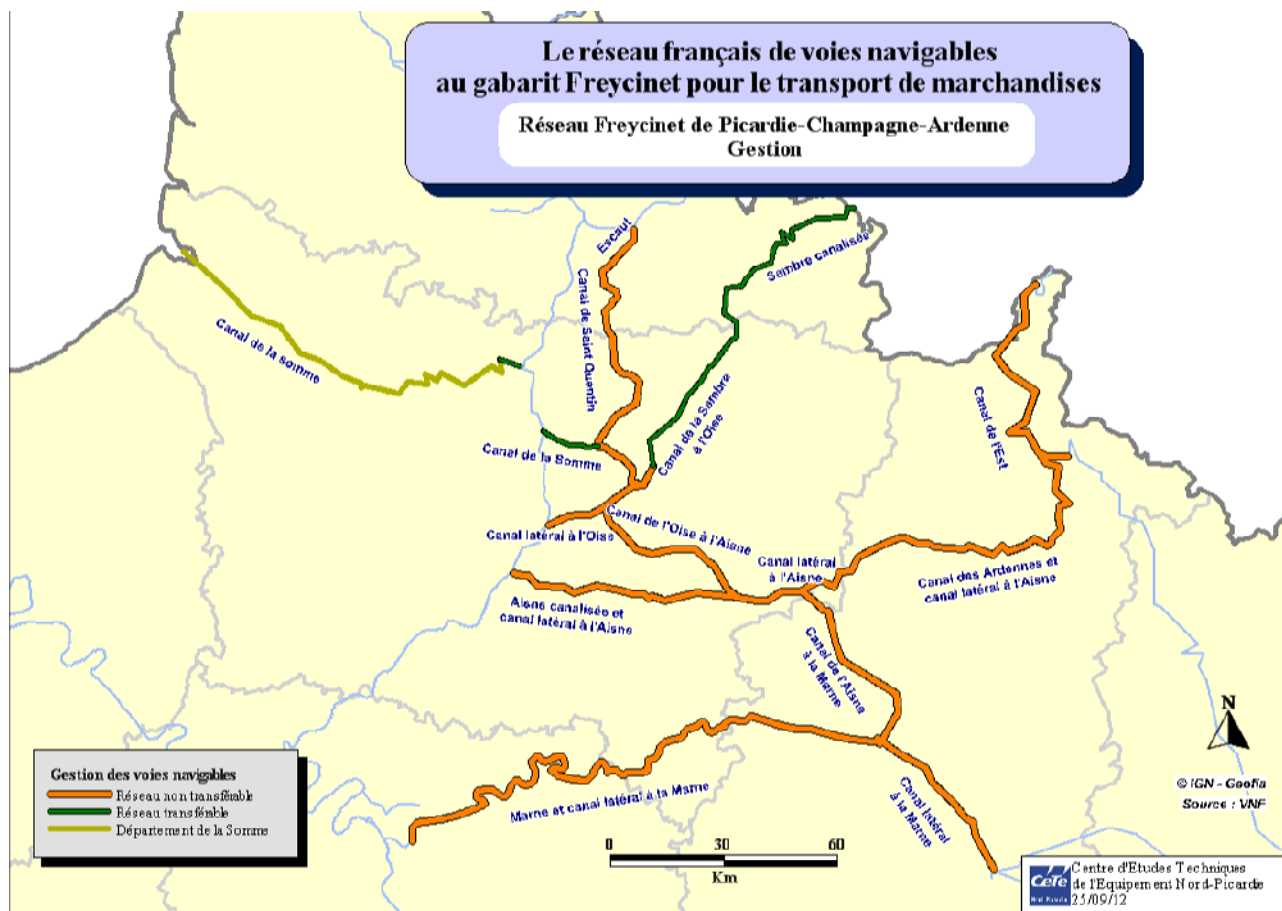 Le réseau français de voies navigables
au gabarit Freycinet pour le transport de marchandises
Réseau Freycinet de Picardie-Champagne-Ardenne
Gestion
Escaut
Sambre canalisée
Canal de Saint Quentin
Canal de la somme
Canal de la Sambre
à l'Oise
Canal de l'Est
Canal de la Somme
Canal de l'Oise à l'Aisne
Canal latéral à l'Oise
Canal latéral
à l'Aisne
Canal des Ardennes et
canal latéral à l'Aisne
Aisne canalisée et
canal latéral à l'Aisne
Canal de l'Aisne
à la Marne
N
Gestion des voies navigables
Réseau non transférable
Réseau transférable
Département de la Somme
Marne et canal latéral à la Marne
Canal latéral
à la Marne
© IGN - Geofla
Source : VNF
0 30 60
Km
CeTe
Nord Picardie
Centre d'Etudes Techniques
de l'Equipement Nord-Picardie
25/09/12